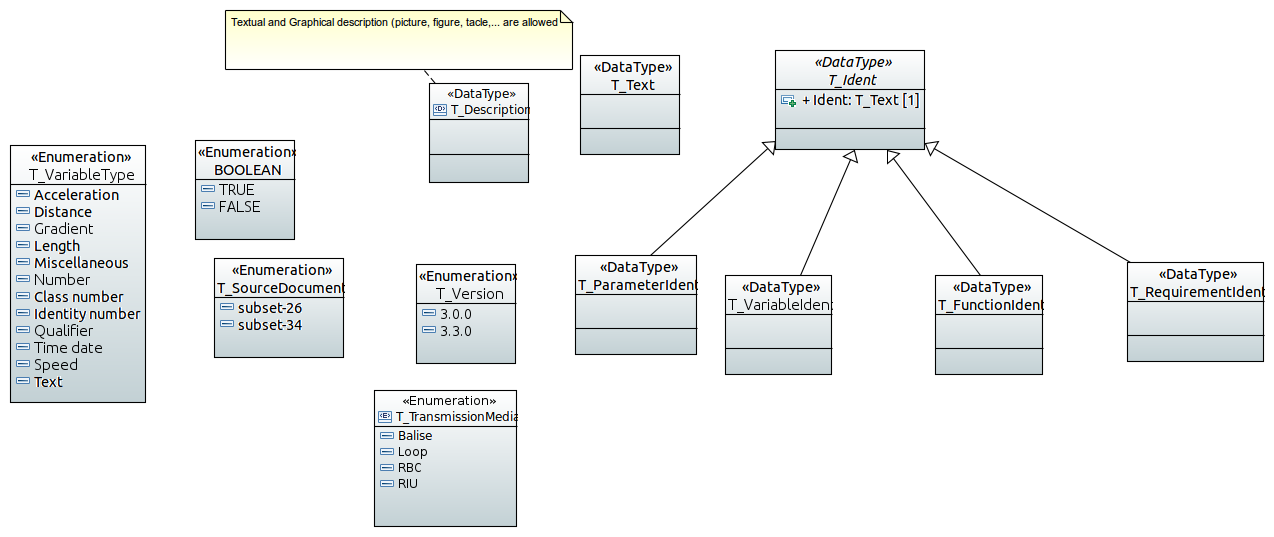 Textual and Graphical description (picture, figure, tacle,... are allowed
«DataType»
T_Description
«DataType»
T_Text
«DataType»
T_Ident
+ Ident: T_Text [1]
«Enumeration»
T_VariableType
Acceleration
Distance
Gradient
Length
Miscellaneous
Number
Class number
Identity number
Qualifier
Time date
Speed
Text
«Enumeration»
BOOLEAN
TRUE
FALSE
«Enumeration»
T_SourceDocument
subset-26
subset-34
«Enumeration»
T_Version
3.0.0
3.3.0
«DataType»
T_ParameterIdent
«DataType»
T_VariableIdent
«DataType»
T_FunctionIdent
«DataType»
T_RequirementIdent
«Enumeration»
«E» T_TransmissionMedia
Balise
Loop
RBC
RIU